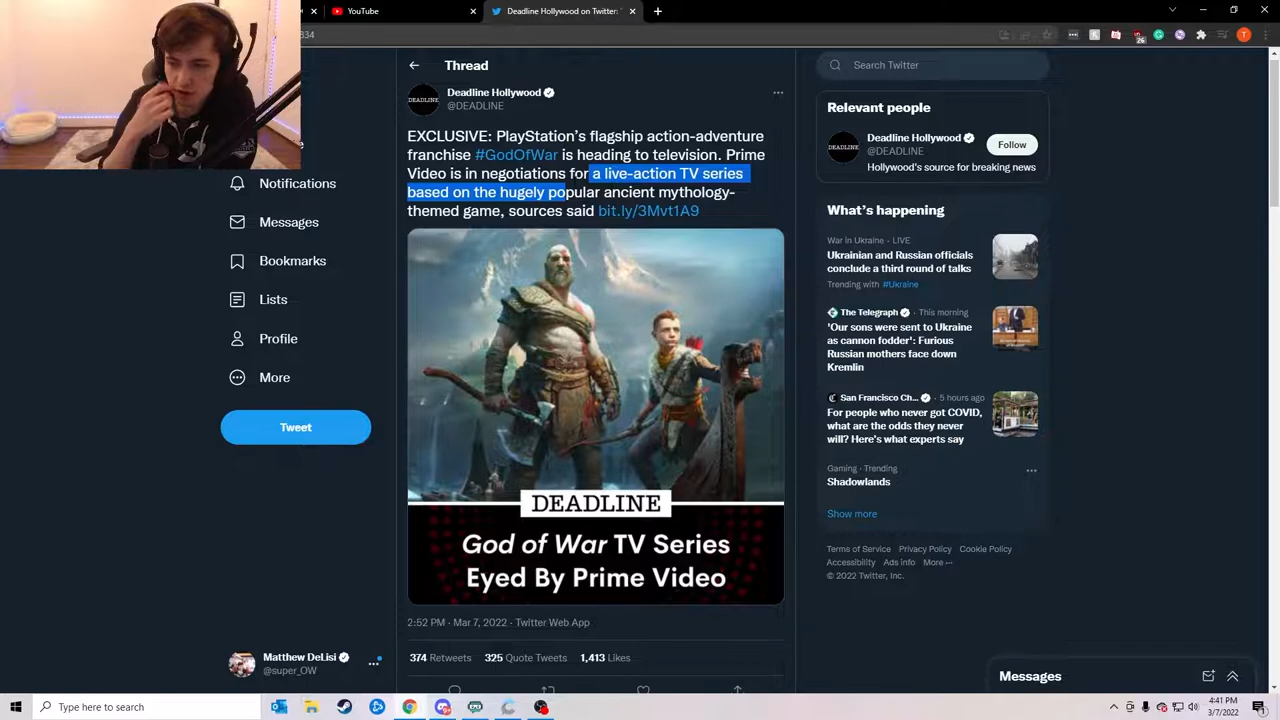 YouTube
Deadline Hollywood on Twitter:
834
Thread
Search Twitter
Deadline Hollywood
@DEADLINE
DEADLINE
EXCLUSIVE: PlayStation's flagship action-adventure
franchise #GodOfWar is heading to television. Prime
Video is in negotiations for a live-action TV series
based on the hugely popular ancient mythology-
themed game, sources said bit.ly/3Mvt1A9
DEADLINE
God of War TV Series
Eyed By Prime Video
2:52 PM · Mar 7, 2022 · Twitter Web App
374 Retweets 325 Quote Tweets 1,413 Likes
Notifications
Messages
Bookmarks
Lists
Profile
More
Tweet
Matthew DeLisi
@super_OW
Relevant people
DEADLINE
Deadline Hollywood
@DEADLINE
Follow
Hollywood's source for breaking news
What's happening
War in Ukraine · LIVE
Ukrainian and Russian officials
conclude a third round of talks
Trending with #Ukraine
The Telegraph · This morning
'Our sons were sent to Ukraine
as cannon fodder': Furious
Russian mothers face down
Kremlin
San Francisco Ch... · 5 hours ago
For people who never got COVID,
what are the odds they never
will? Here's what experts say
Gaming · Trending
Shadowlands
Show more
Terms of Service Privacy Policy Cookie Policy
Accessibility Ads info More ···
© 2022 Twitter, Inc.
Messages
Type here to search
4:41 PM
3/7/2022